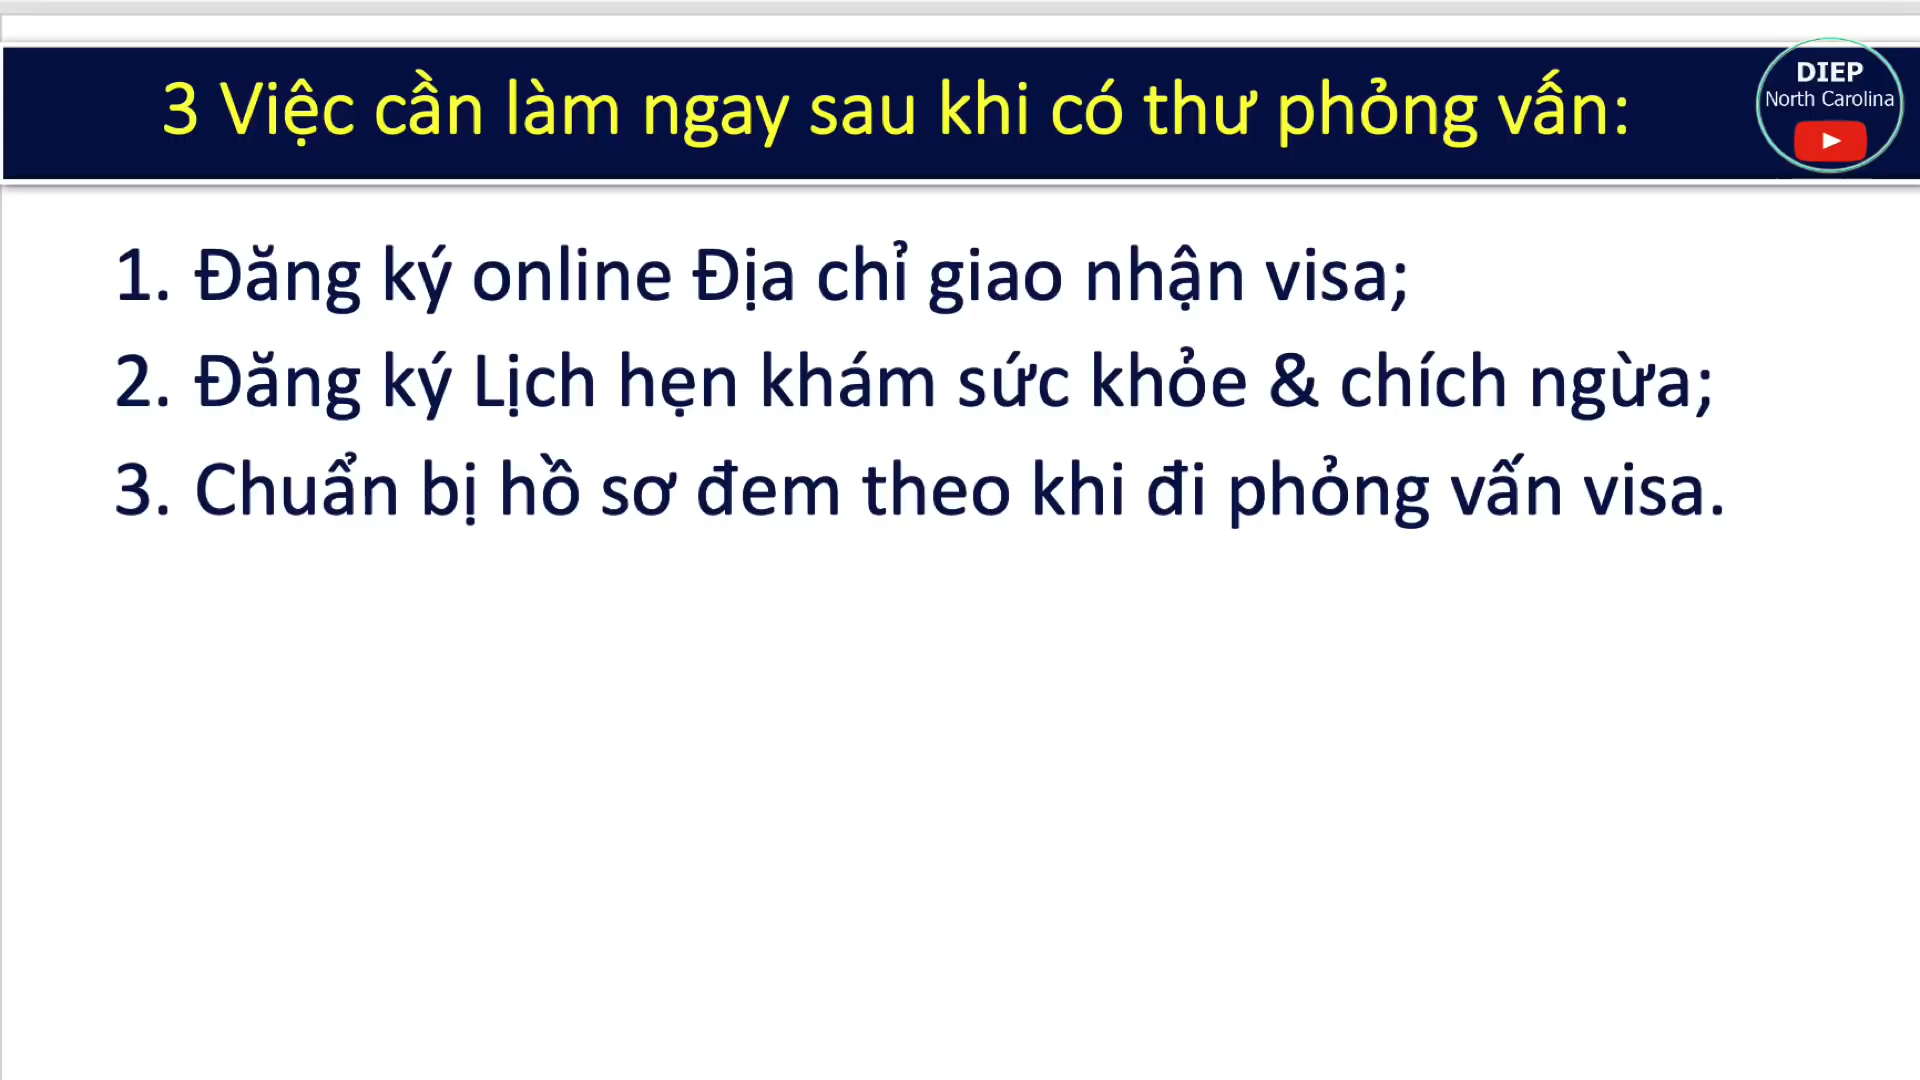 3 Việc cần làm ngay sau khi có thư phỏng vấn:
DIEP
North Carolina
1. Đăng ký online Địa chỉ giao nhận visa;
2. Đăng ký Lịch hẹn khám sức khỏe & chích ngừa;
3. Chuẩn bị hồ sơ đem theo khi đi phỏng vấn visa.